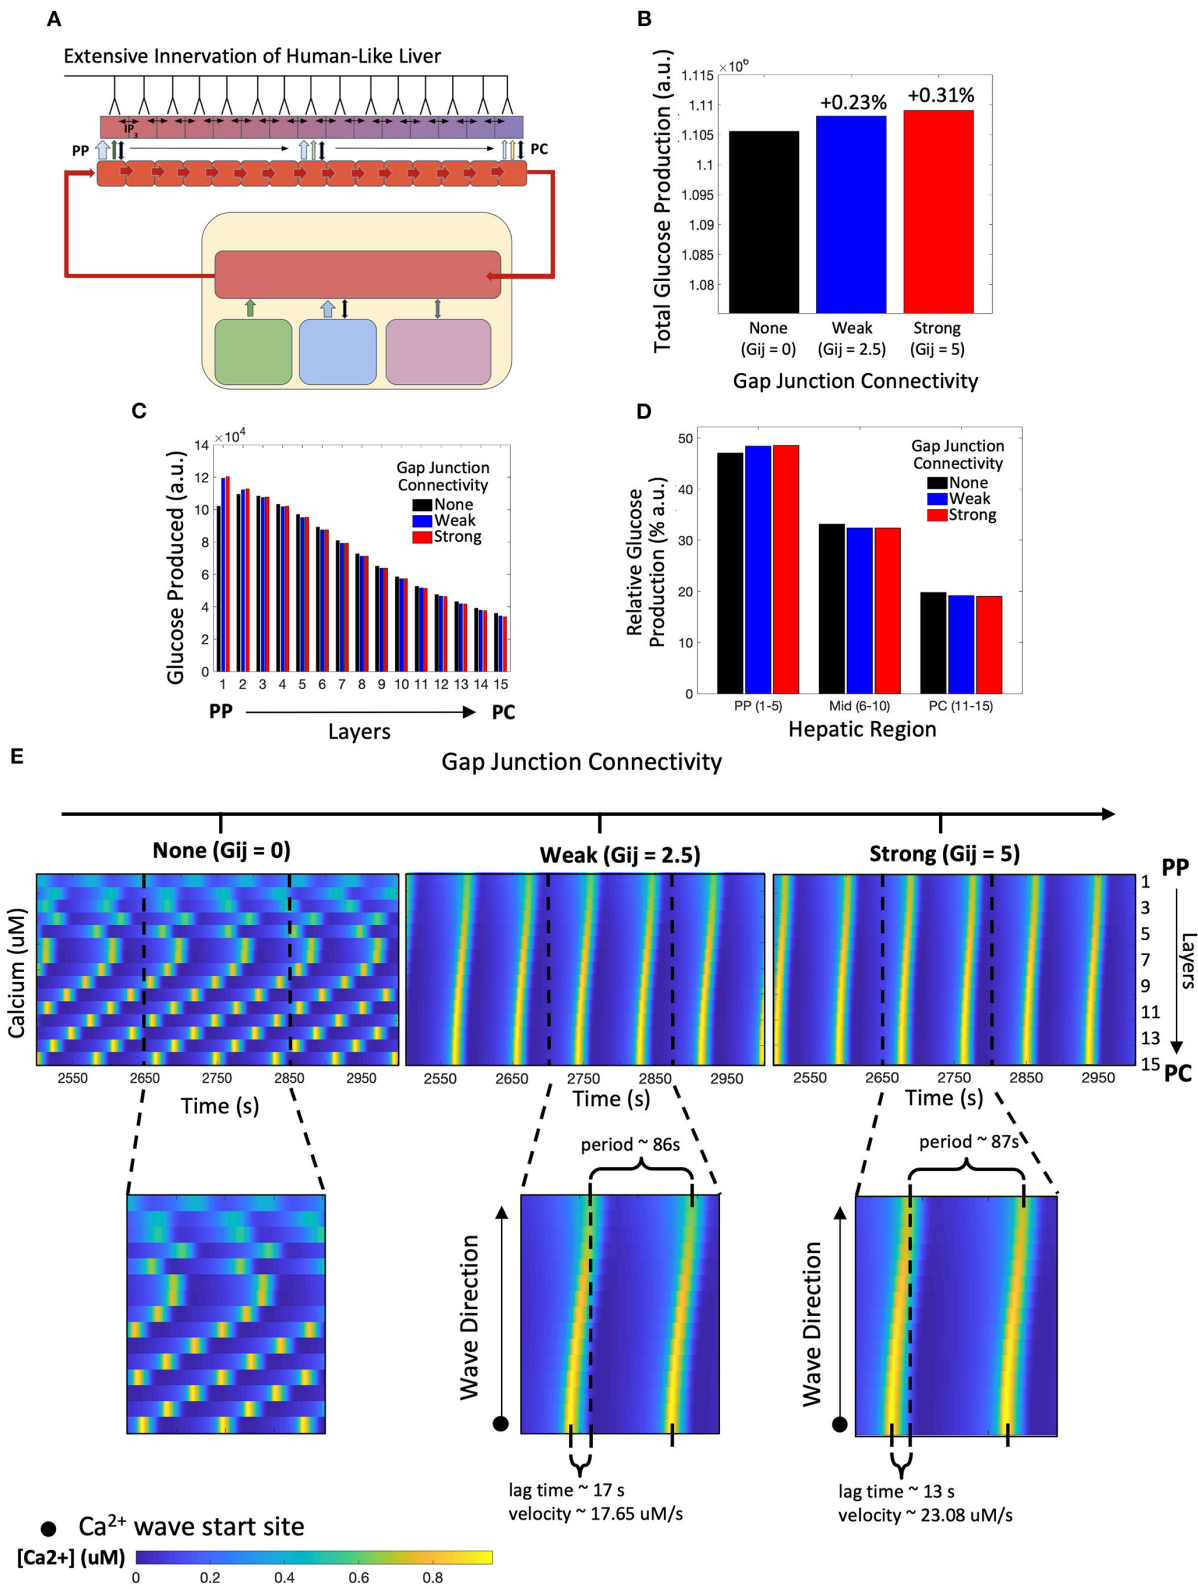 A
Extensive Innervation of Human-Like Liver
IP3
PP
PC
B
×10⁶
Total Glucose Production (a.u.)
1.115
1.11
1.105
1.1
1.095
1.09
1.085
1.08
+0.23%
+0.31%
None
(Gij = 0)
Weak
(Gij = 2.5)
Strong
(Gij = 5)
Gap Junction Connectivity
C
×10⁴
Glucose Produced (a.u.)
14
12
10
8
6
4
2
0
Gap Junction
Connectivity
None
Weak
Strong
1 2 3 4 5 6 7 8 9 10 11 12 13 14 15
PP
PC
Layers
D
Relative Glucose
Production (% a.u.)
50
40
30
20
10
0
Gap Junction
Connectivity
None
Weak
Strong
PP (1-5)
Mid (6-10)
PC (11-15)
Hepatic Region
E
Gap Junction Connectivity
None (Gij = 0)
Weak (Gij = 2.5)
Strong (Gij = 5)
Calcium (uM)
PP
1
3
5
7
9
11
13
15
Layers
PC
2550 2650 2750 2850 2950
Time (s)
2550 2650 2750 2850 2950
Time (s)
2550 2650 2750 2850 2950
Time (s)
period ~ 86s
period ~ 87s
Wave Direction
Wave Direction
lag time ~ 17 s
velocity ~ 17.65 uM/s
lag time ~ 13 s
velocity ~ 23.08 uM/s
Ca2+ wave start site
[Ca2+] (uM)
0 0.2 0.4 0.6 0.8